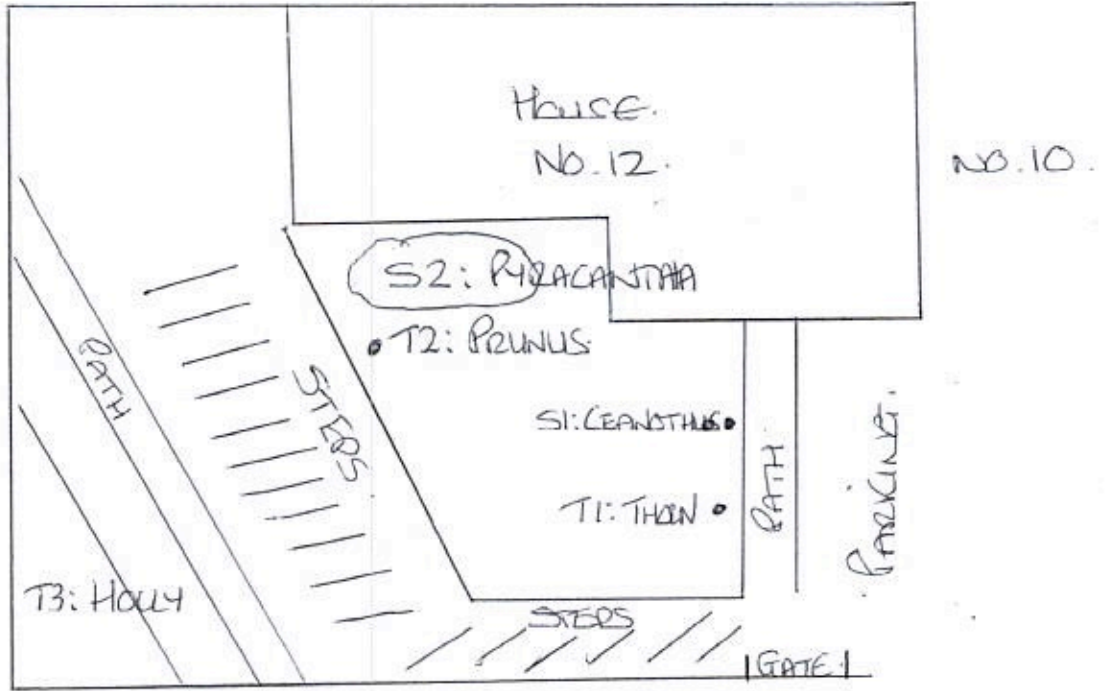 HOUSE.
NO. 12.
NO. 10.
S2: PYRACANTHA
T2: PRUNUS.
PATH
STEPS
S1: CEANOTHUS
T1: THORN
PATH
PARKING.
T3: HOLLY
STEPS
GATE